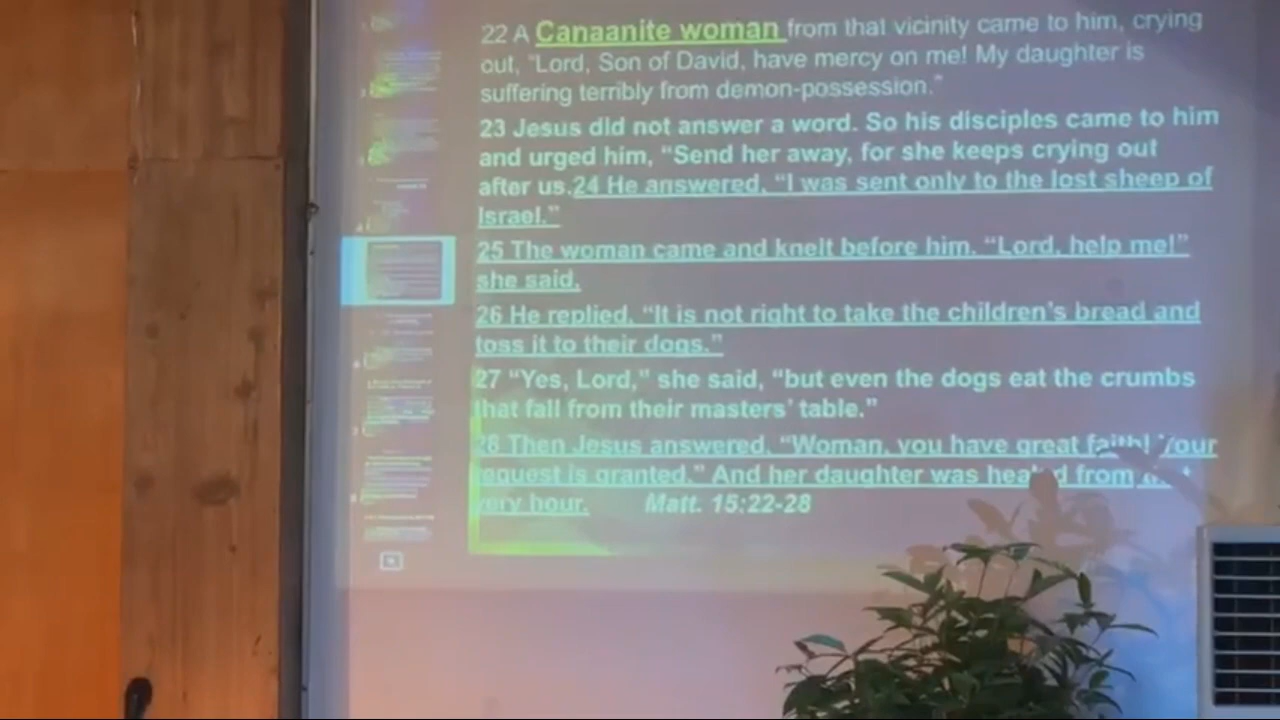 22 A Canaanite woman from that vicinity came to him, crying
out, "Lord, Son of David, have mercy on me! My daughter is
suffering terribly from demon-possession."
23 Jesus did not answer a word. So his disciples came to him
and urged him, "Send her away, for she keeps crying out
after us.24 He answered, "I was sent only to the lost sheep of
Israel."
25 The woman came and knelt before him. "Lord, help me!"
she said.
26 He replied, "It is not right to take the children's bread and
toss it to their dogs."
27 "Yes, Lord," she said, "but even the dogs eat the crumbs
that fall from their masters' table."
28 Then Jesus answered, "Woman, you have great faith! Your
request is granted." And her daughter was healed from
very hour. Matt. 15:22-28